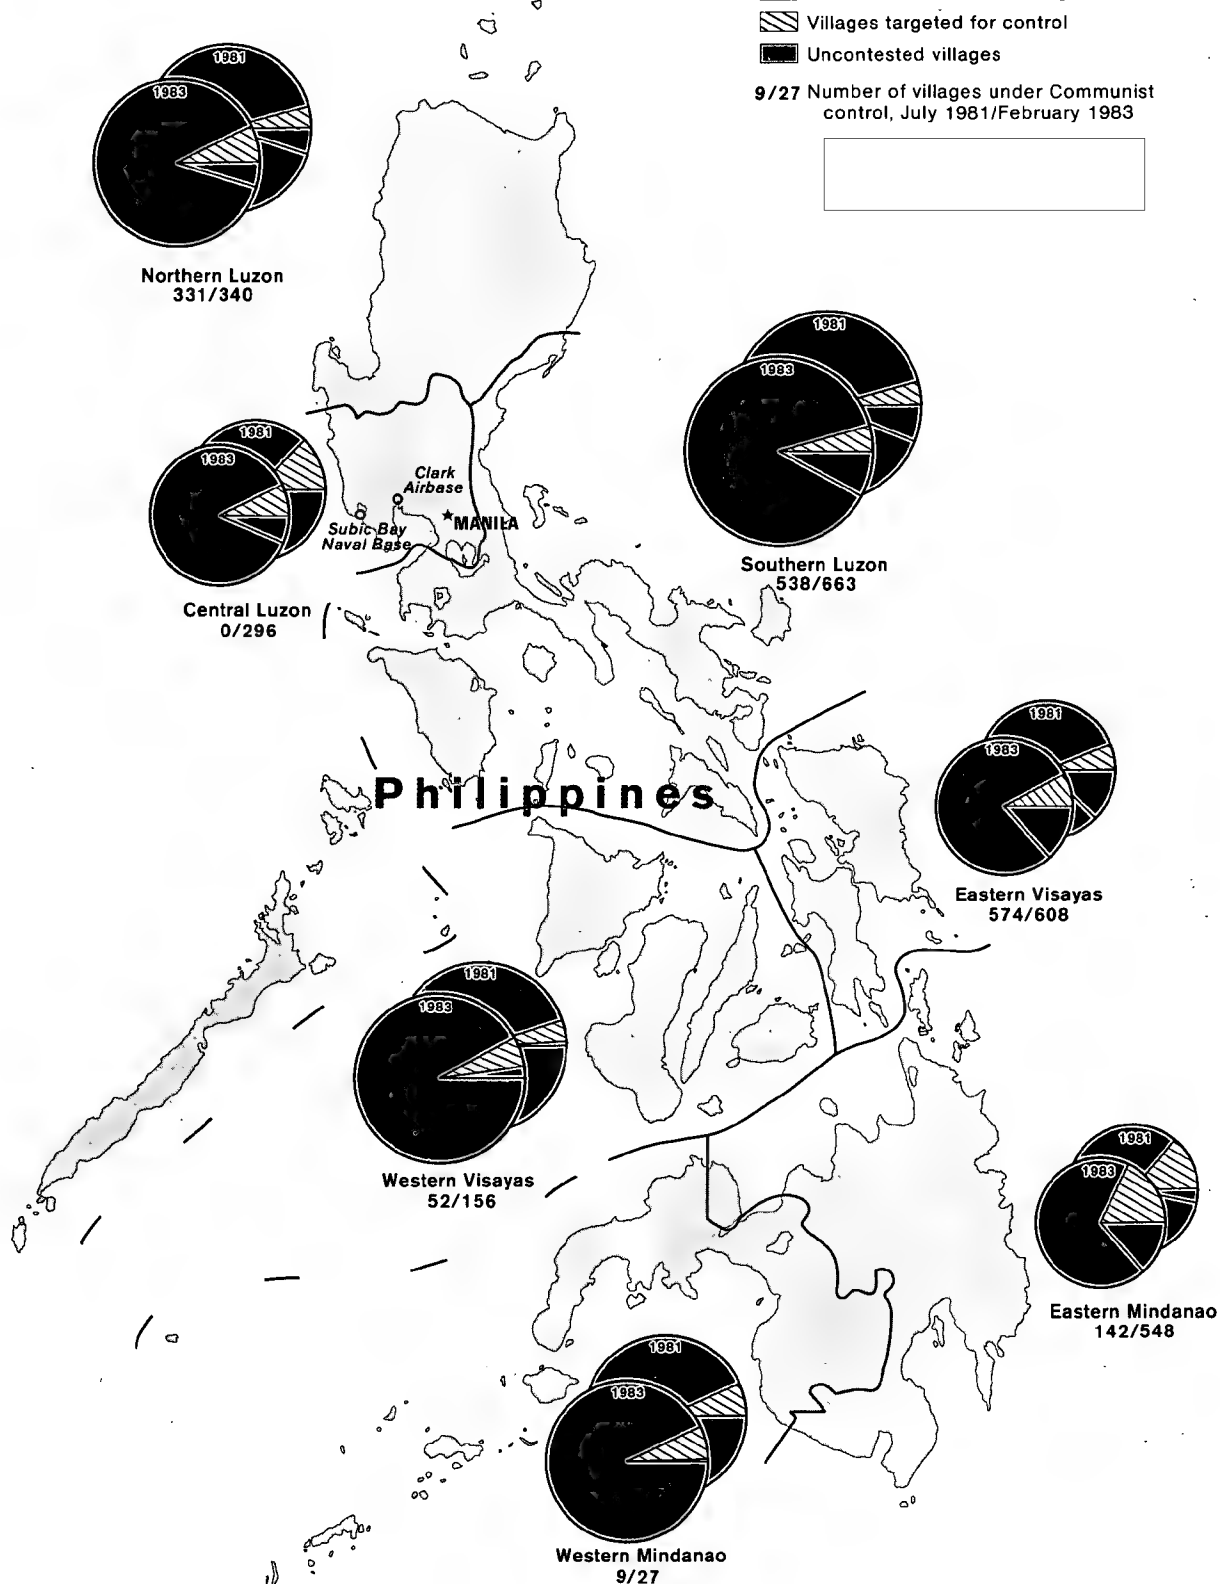 Villages targeted for control
Uncontested villages
9/27 Number of villages under Communist
control, July 1981/February 1983
1981
1983
Northern Luzon
331/340
1981
1983
Southern Luzon
538/663
1981
1983
Central Luzon
0/296
Clark
Airbase
MANILA
Subic Bay
Naval Base
Philippines
1981
1983
Eastern Visayas
574/608
1981
1983
Western Visayas
52/156
1981
1983
Eastern Mindanao
142/548
1981
1983
Western Mindanao
9/27